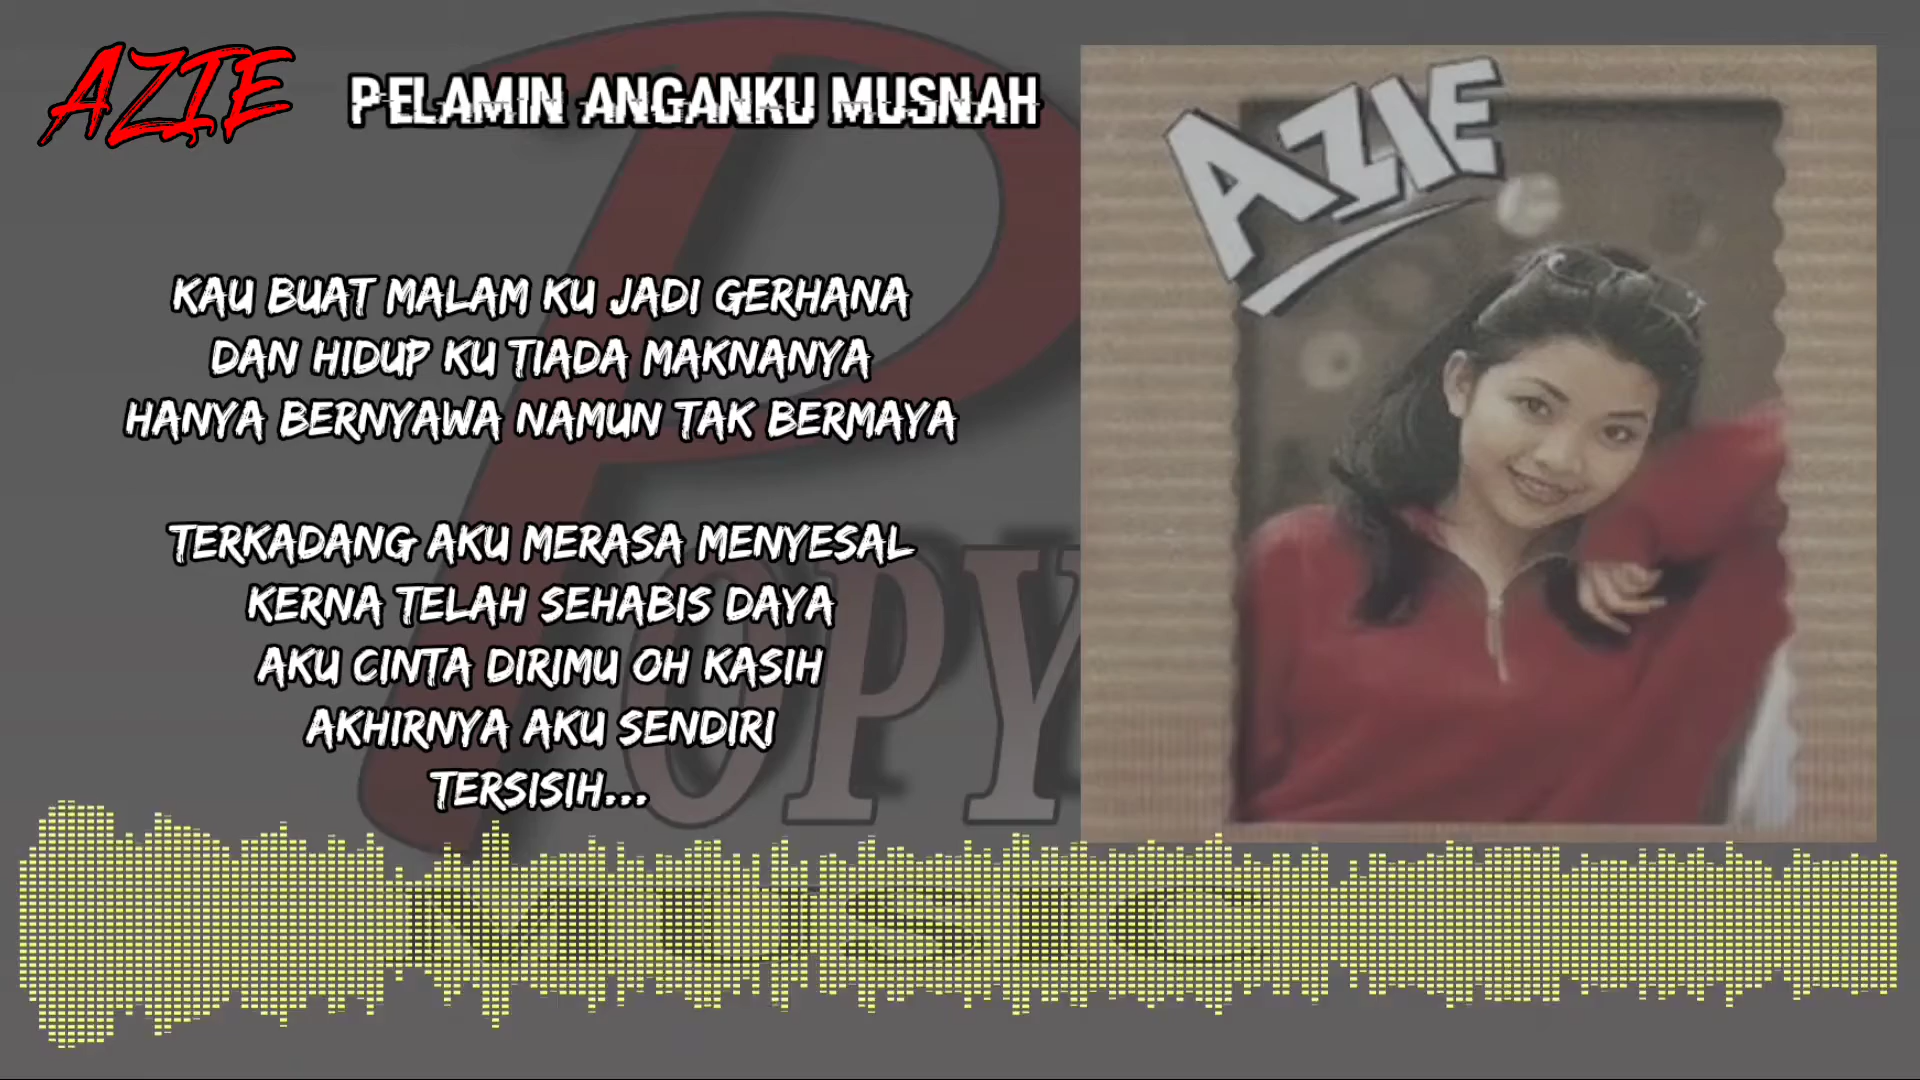 AZIE
PELAMIN ANGANKU MUSNAH
AZIE
KAU BUAT MALAM KU JADI GERHANA
DAN HIDUP KU TIADA MAKNANYA
HANYA BERNYAWA NAMUN TAK BERMAYA
TERKADANG AKU MERASA MENYESAL
KERNA TELAH SEHABIS DAYA
AKU CINTA DIRIMU OH KASIH
AKHIRNYA AKU SENDIRI
TERSISIH...
POPY
MUSIC